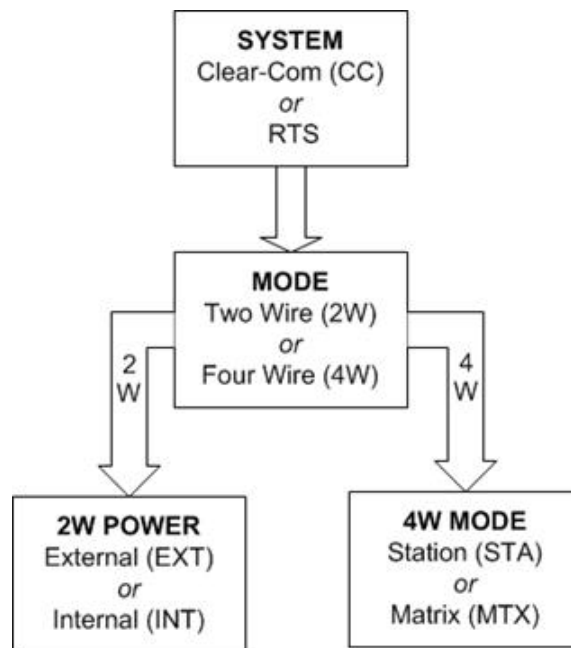 SYSTEM
Clear-Com (CC)
or
RTS
MODE
Two Wire (2W)
or
Four Wire (4W)
2
W
4
W
2W POWER
External (EXT)
or
Internal (INT)
4W MODE
Station (STA)
or
Matrix (MTX)